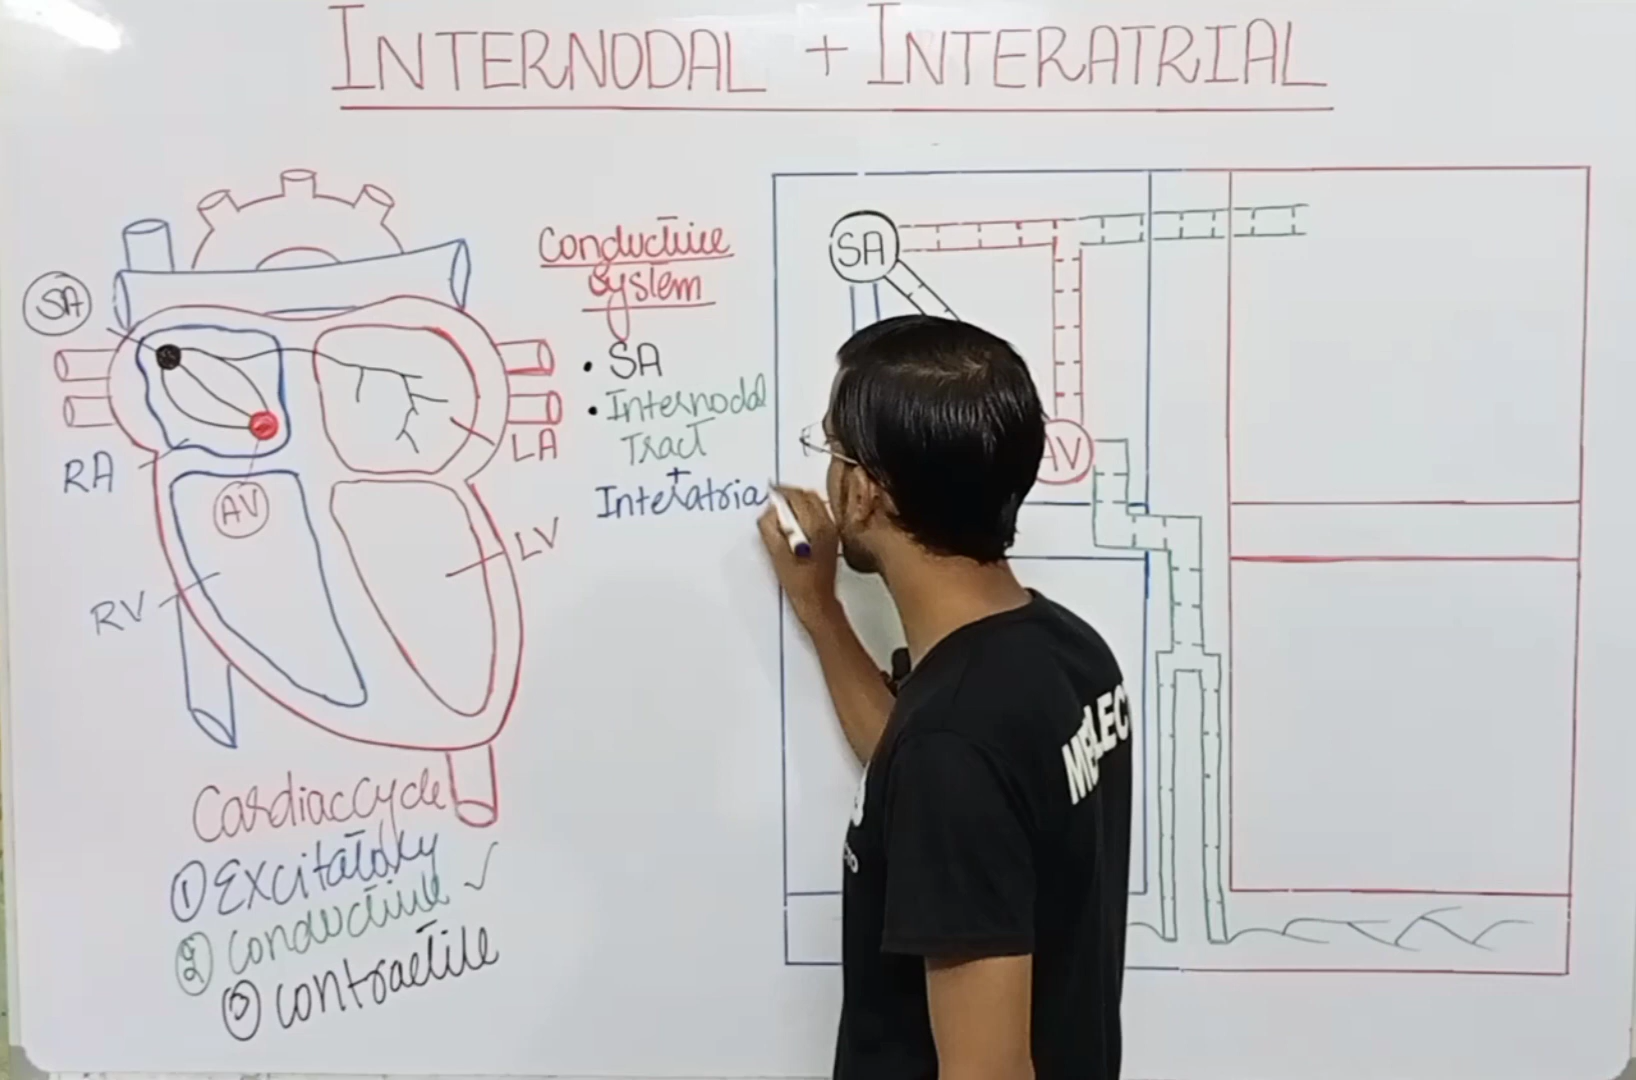 INTERNODAL + INTERATRIAL
SA
RA
AV
RV
LA
LV
Conductive
System
• SA
• Internodal
Tract
+
Interatria
SA
AV
Cardiac Cycle
① Excitatory
② Conductive ✓
③ Contractile